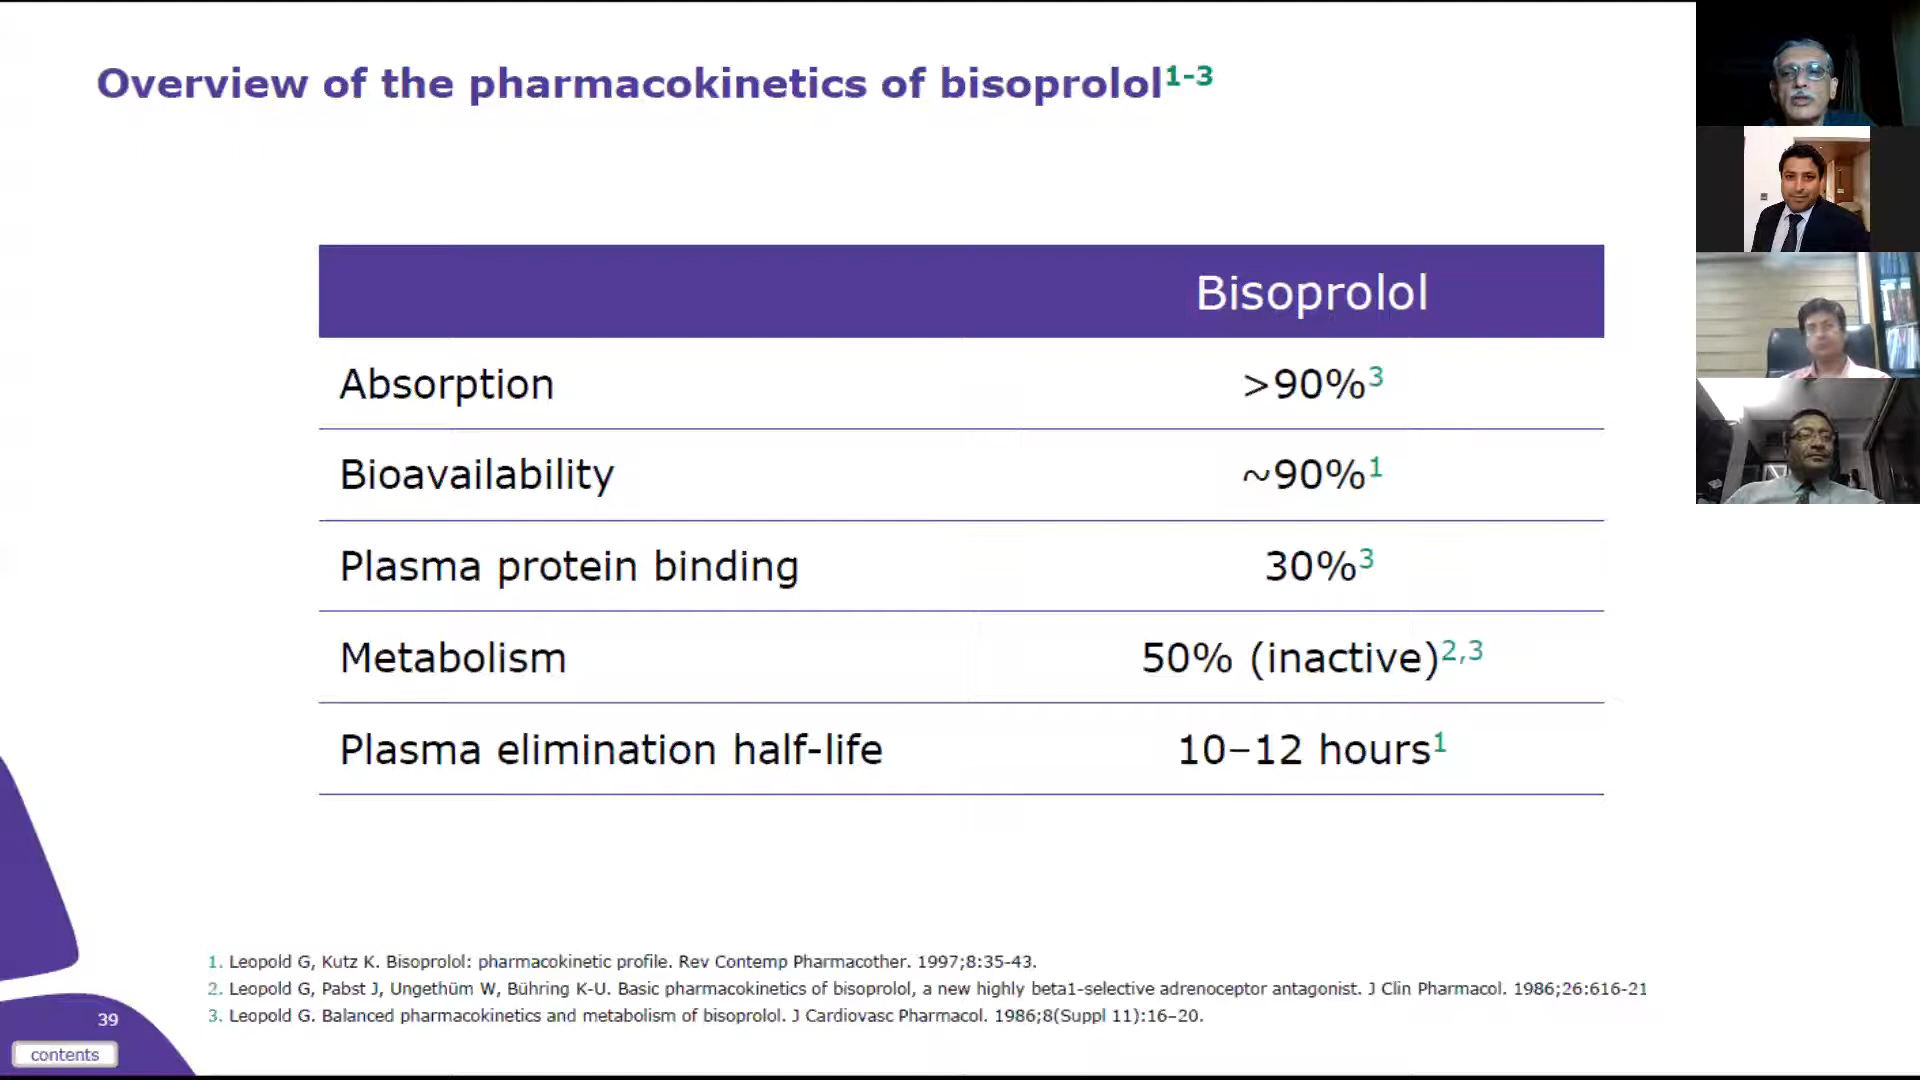 Overview of the pharmacokinetics of bisoprolol1-3
Bisoprolol
Absorption >90%3
Bioavailability ~90%1
Plasma protein binding 30%3
Metabolism 50% (inactive)2,3
Plasma elimination half-life 10–12 hours1
1. Leopold G, Kutz K. Bisoprolol: pharmacokinetic profile. Rev Contemp Pharmacother. 1997;8:35-43.
2. Leopold G, Pabst J, Ungethüm W, Bühring K-U. Basic pharmacokinetics of bisoprolol, a new highly beta1-selective adrenoceptor antagonist. J Clin Pharmacol. 1986;26:616-21
3. Leopold G. Balanced pharmacokinetics and metabolism of bisoprolol. J Cardiovasc Pharmacol. 1986;8(Suppl 11):16–20.
39
contents